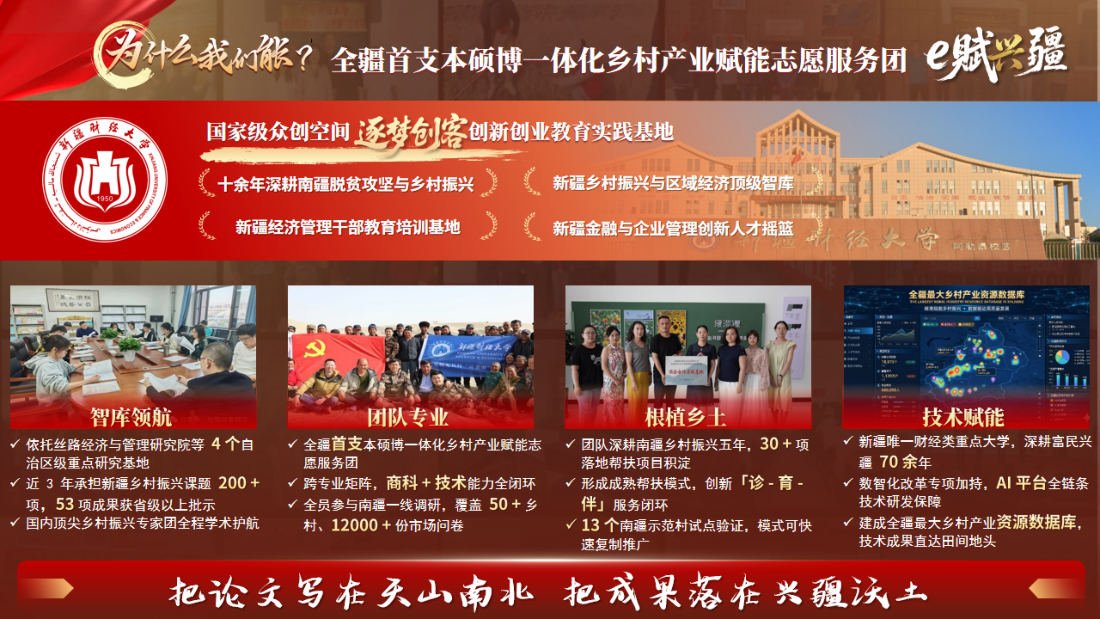 为什么我们能？ 全疆首支本硕博一体化乡村产业赋能志愿服务团 e赋兴疆
新疆财经大学
XINJIANG UNIVERSITY OF FINANCE & ECONOMICS
1950
国家级众创空间 逐梦创客 创新创业教育实践基地
十余年深耕南疆脱贫攻坚与乡村振兴
新疆乡村振兴与区域经济顶级智库
新疆经济管理干部教育培训基地
新疆金融与企业管理创新人才摇篮
新疆财经大学
新疆财经大学
全疆最大乡村产业资源数据库
智库领航
✓ 依托丝路经济与管理研究院等 4 个自
治区级重点研究基地
✓ 近 3 年承担新疆乡村振兴课题 200 +
项，53 项成果获省级以上批示
✓ 国内顶尖乡村振兴专家团全程学术护航
团队专业
✓ 全疆首支本硕博一体化乡村产业赋能志
愿服务团
✓ 跨专业矩阵，商科 + 技术能力全闭环
✓ 全员参与南疆一线调研，覆盖 50 + 乡
村、12000 + 份市场问卷
根植乡土
✓ 团队深耕南疆乡村振兴五年，30 + 项
落地帮扶项目积淀
✓ 形成成熟帮扶模式，创新「诊 - 育 -
伴」服务闭环
✓ 13 个南疆示范村试点验证，模式可快
速复制推广
技术赋能
✓ 新疆唯一财经类重点大学，深耕富民兴
疆 70 余年
✓ 数智化改革专项加持，AI 平台全链条
技术研发保障
✓ 建成全疆最大乡村产业资源数据库，
技术成果直达田间地头
把论文写在天山南北 把成果落在兴疆沃土